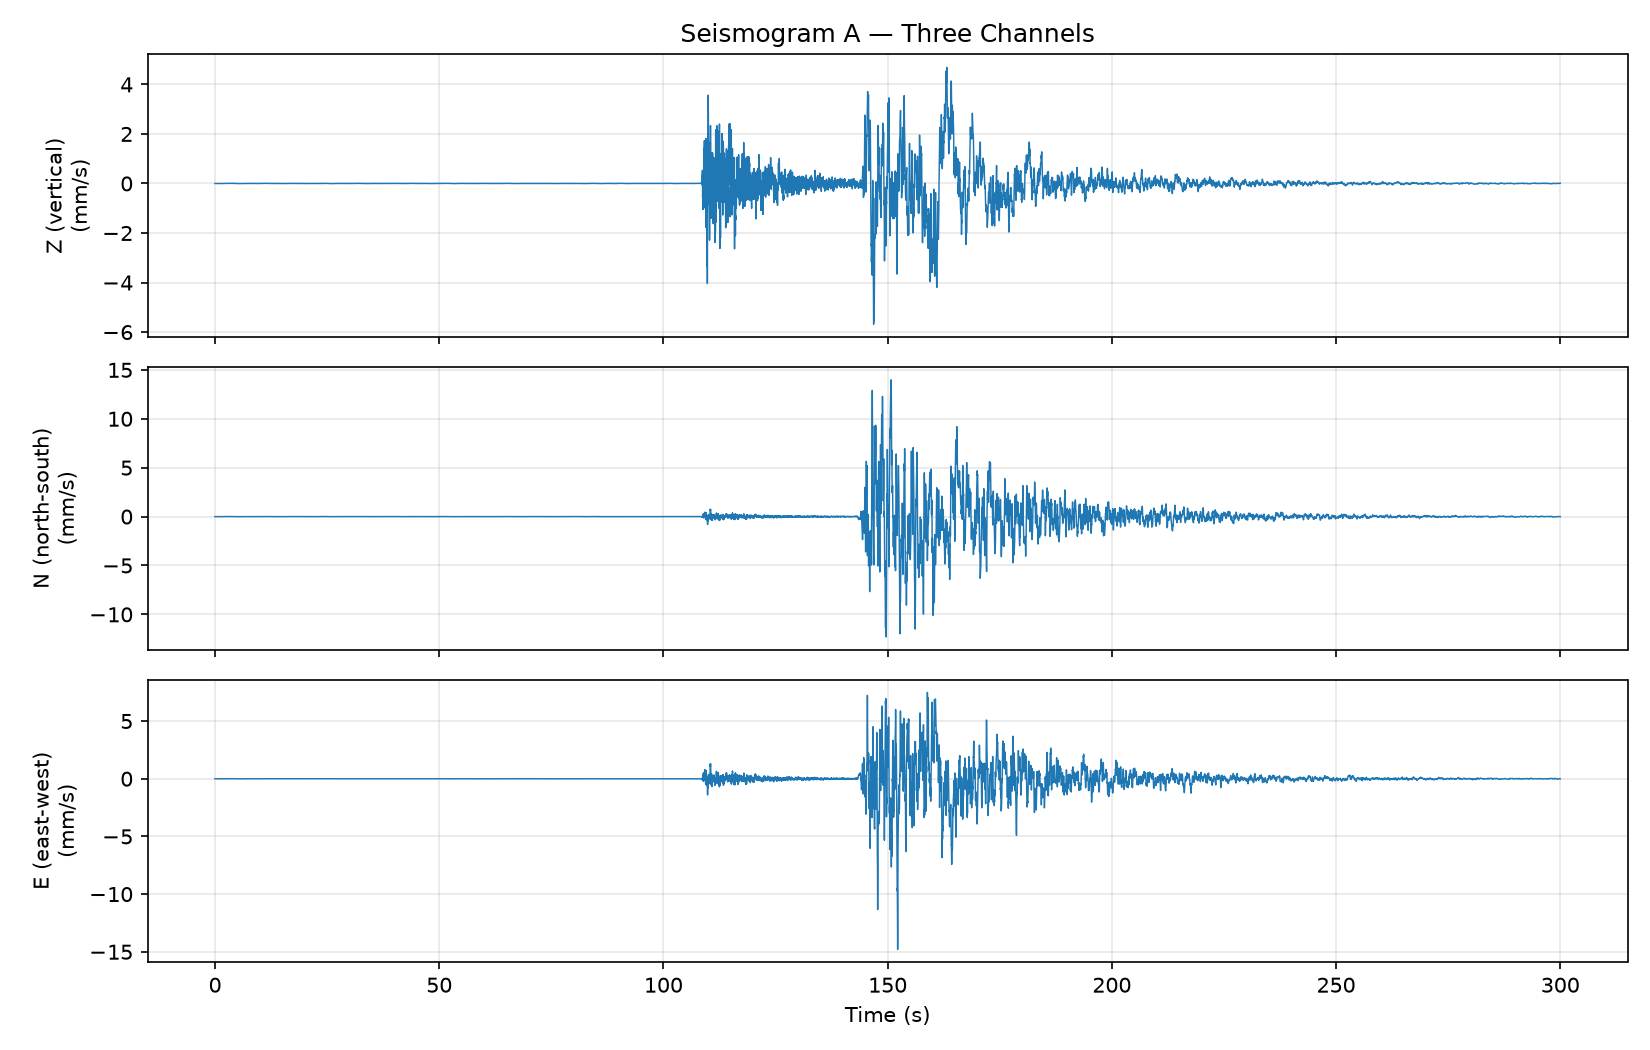 Seismogram A — Three Channels
Z (vertical)
(mm/s)
4
2
0
−2
−4
−6
N (north-south)
(mm/s)
15
10
5
0
−5
−10
E (east-west)
(mm/s)
5
0
−5
−10
−15
0 50 100 150 200 250 300
Time (s)